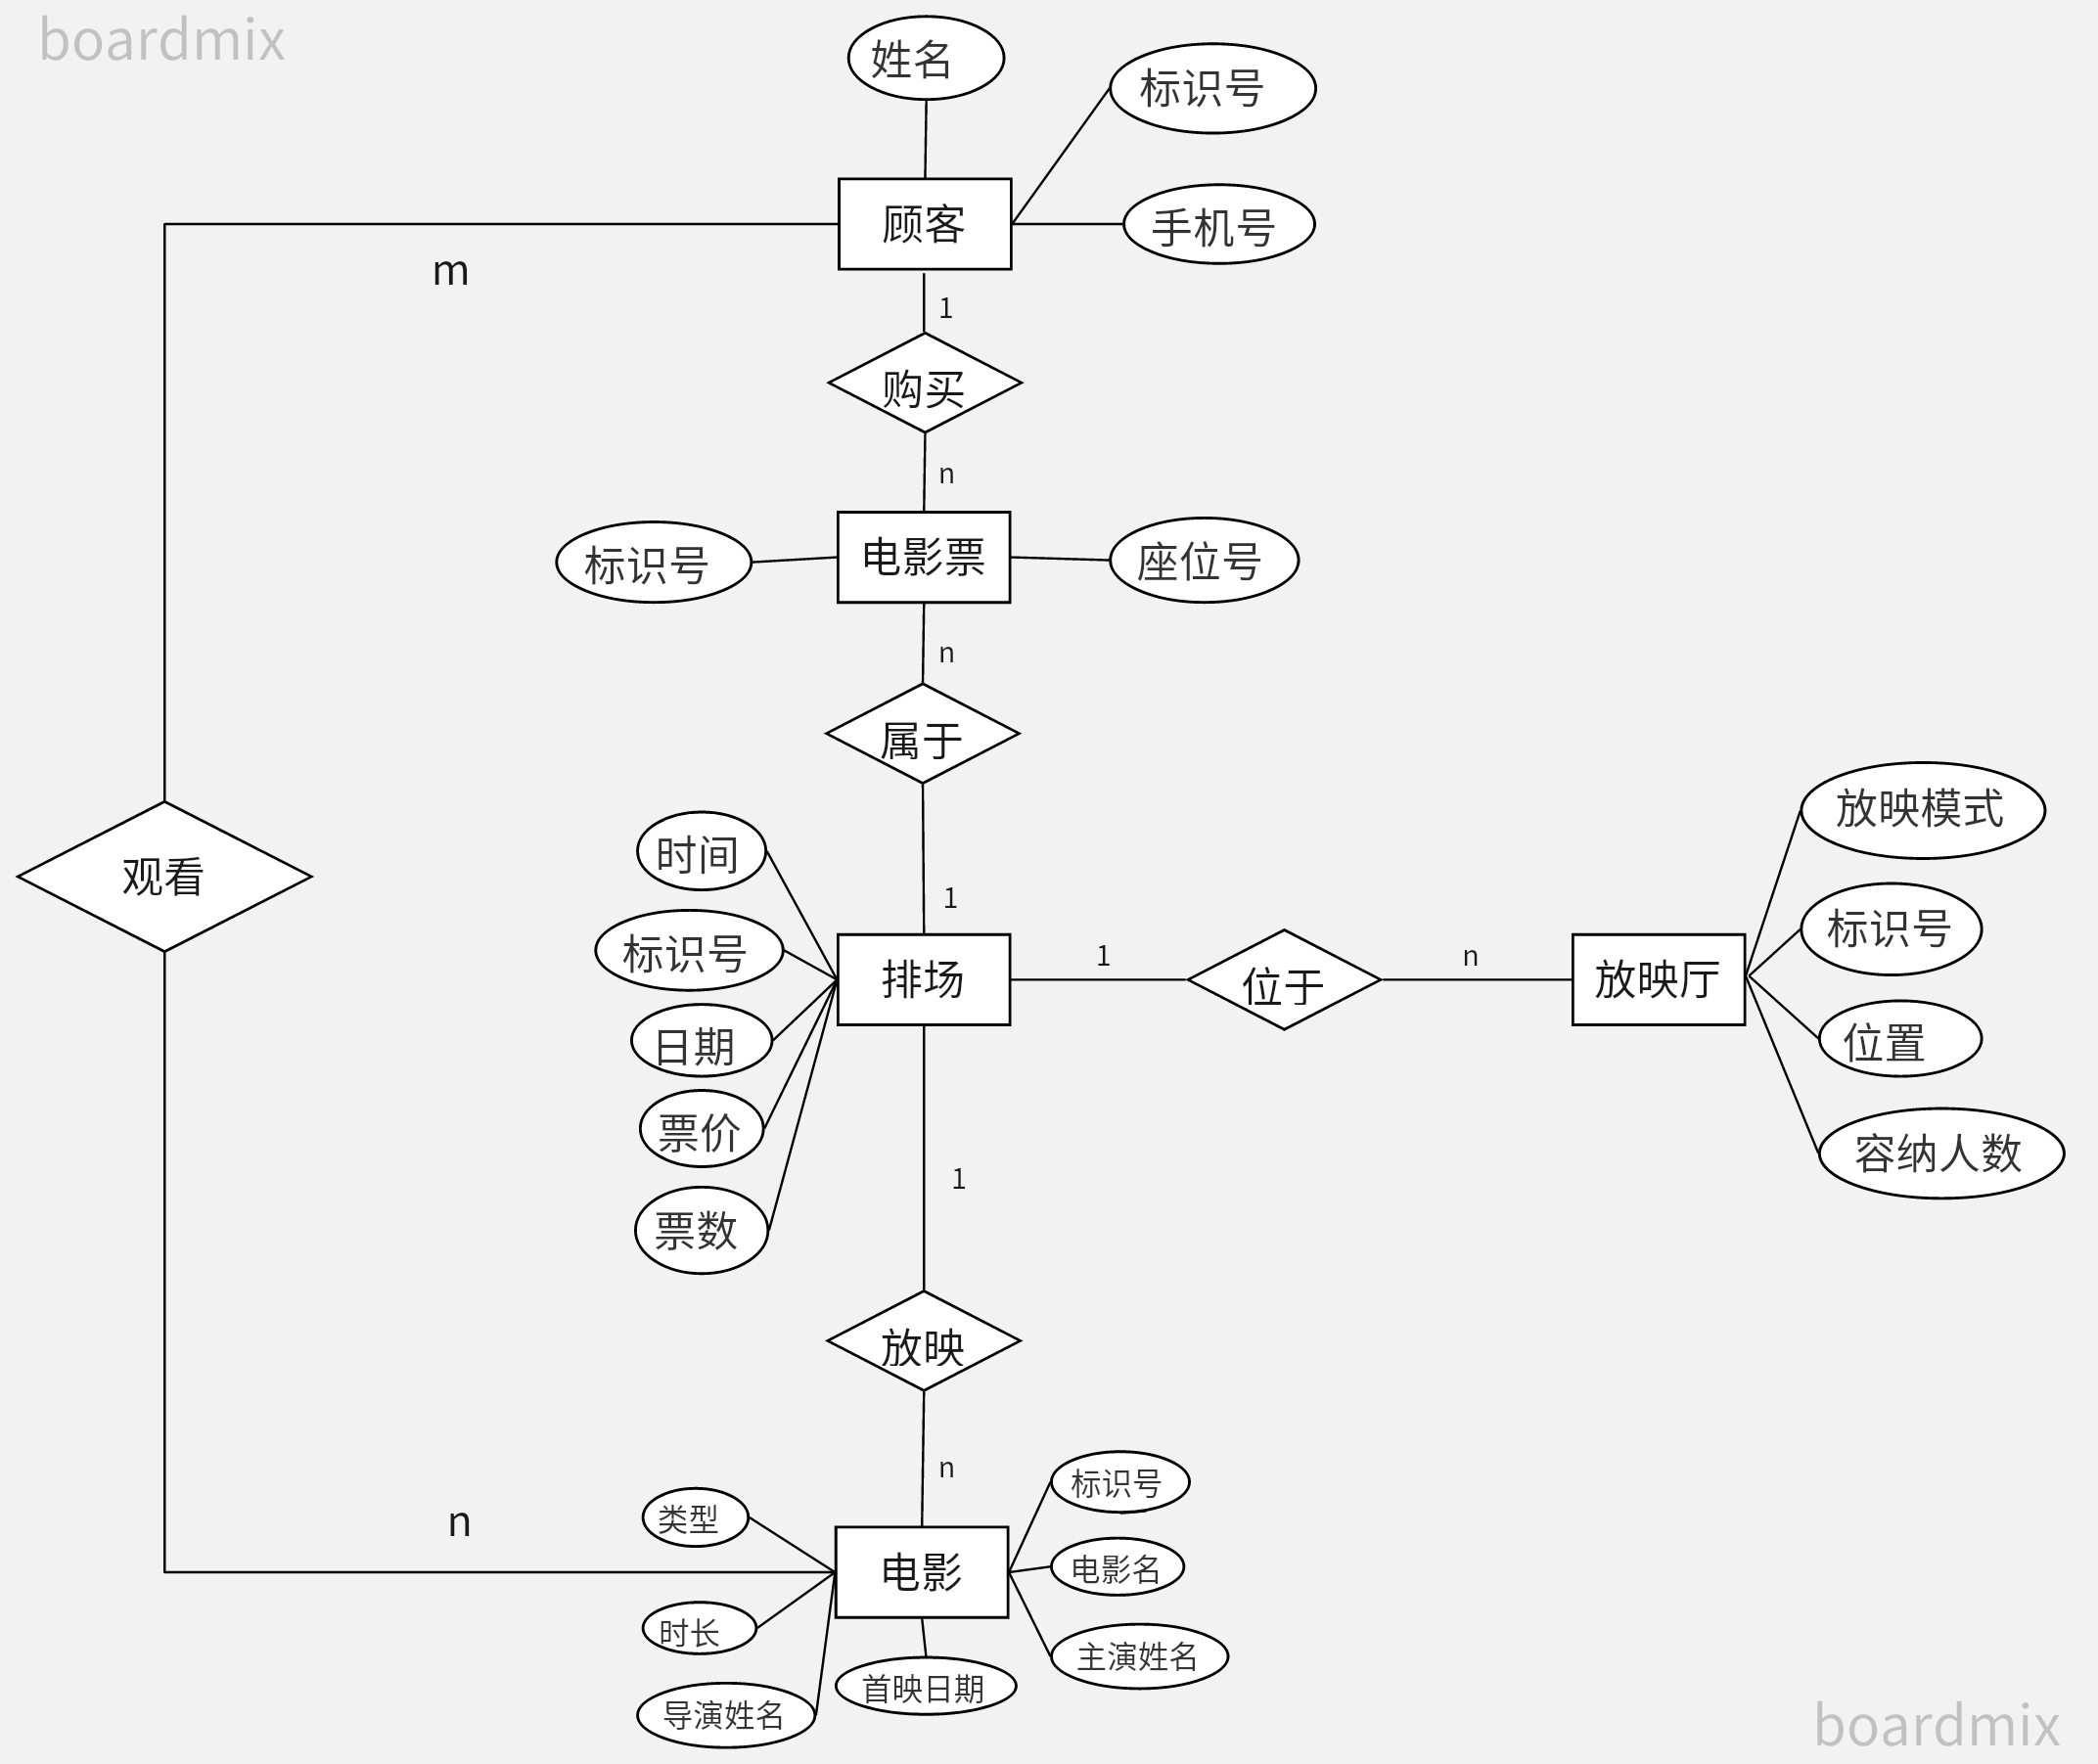 boardmix
姓名
标识号
顾客
手机号
m
1
购买
n
标识号
电影票
座位号
n
属于
时间
放映模式
观看
1
标识号
标识号
1
n
排场
位于
放映厅
日期
位置
票价
容纳人数
1
票数
放映
n
标识号
类型
n
电影
电影名
时长
主演姓名
首映日期
导演姓名
boardmix